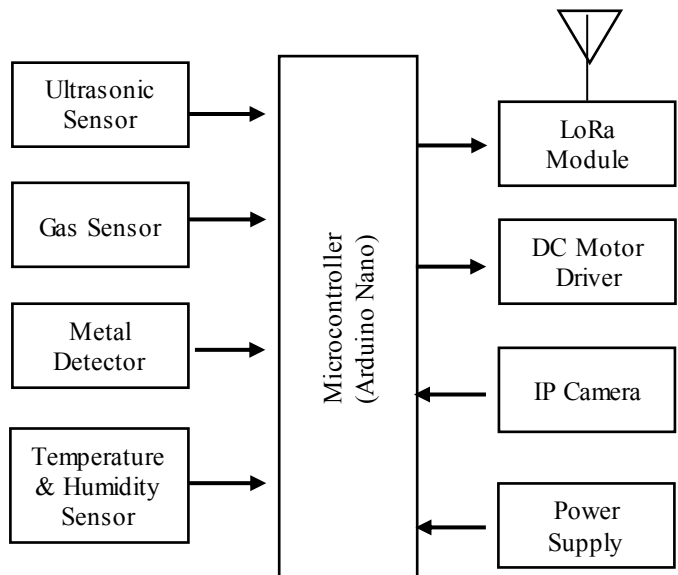 Ultrasonic
Sensor
Gas Sensor
Metal
Detector
Temperature
& Humidity
Sensor
Microcontroller
(Arduino Nano)
LoRa
Module
DC Motor
Driver
IP Camera
Power
Supply